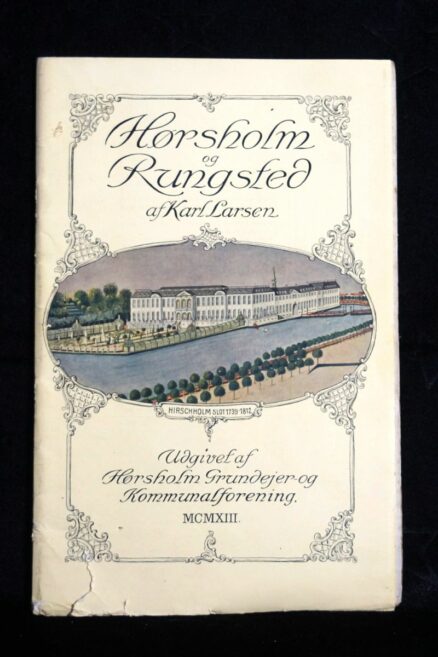 Hørsholm
og
Rungsted
af Karl Larsen
HIRSCHHOLM SLOT 1739-1812
Udgivet af
Hørsholm Grundejer-og
Kommunalforening.
MCMXIII.